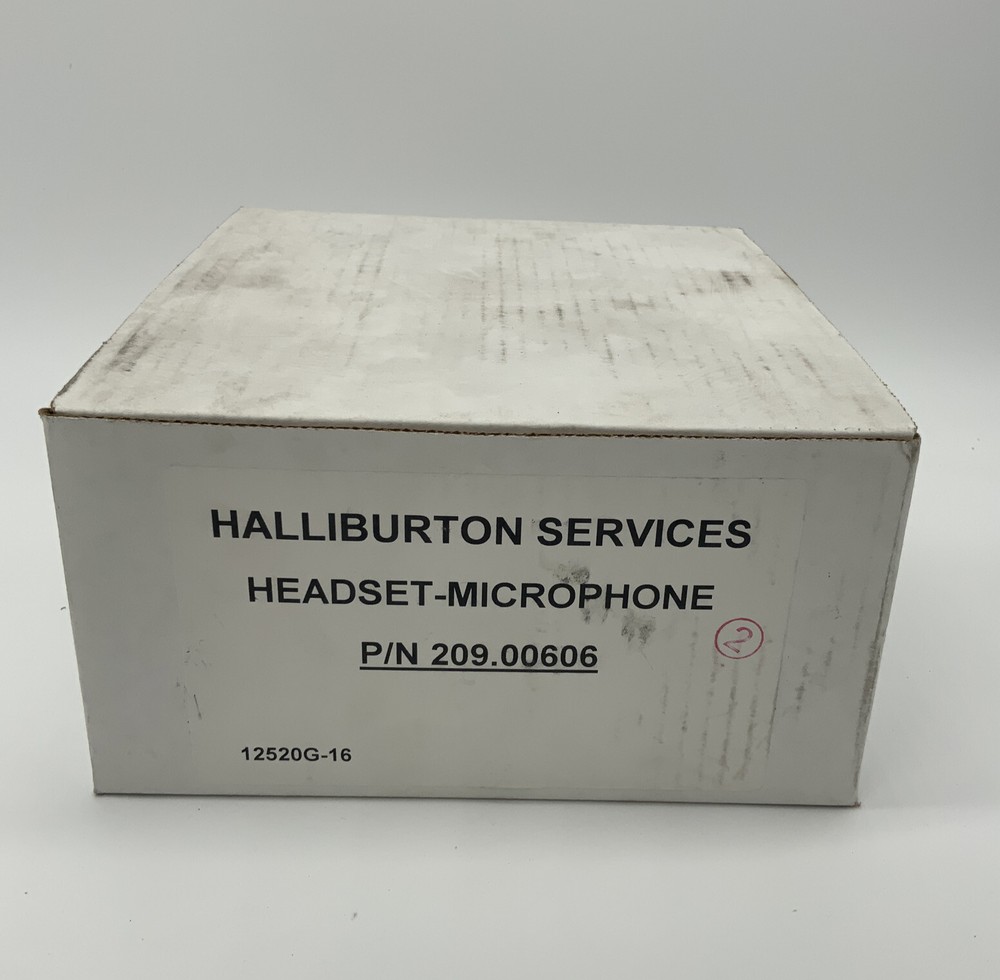 HALLIBURTON SERVICES
HEADSET-MICROPHONE
P/N 209.00606
2
12520G-16